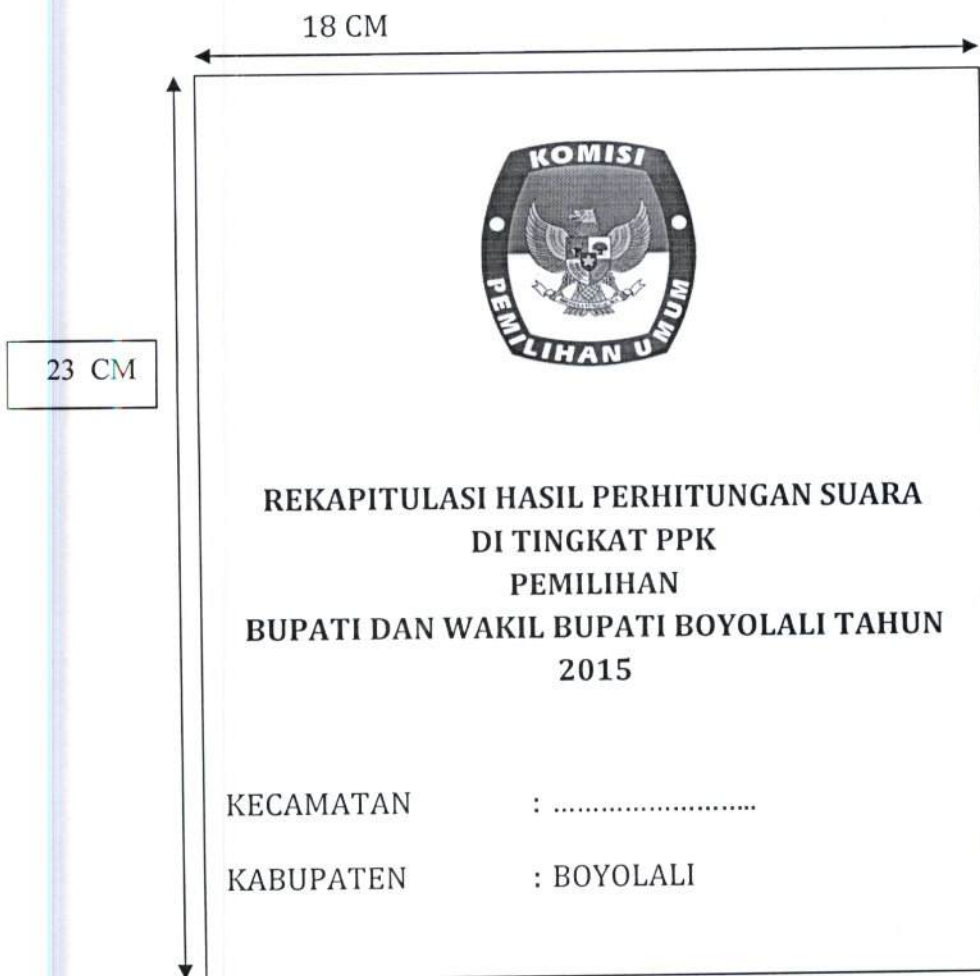 18 CM
KOMISI
PEMILIHAN UMUM
23 CM
REKAPITULASI HASIL PERHITUNGAN SUARA
DI TINGKAT PPK
PEMILIHAN
BUPATI DAN WAKIL BUPATI BOYOLALI TAHUN
2015
KECAMATAN : ............................
KABUPATEN : BOYOLALI